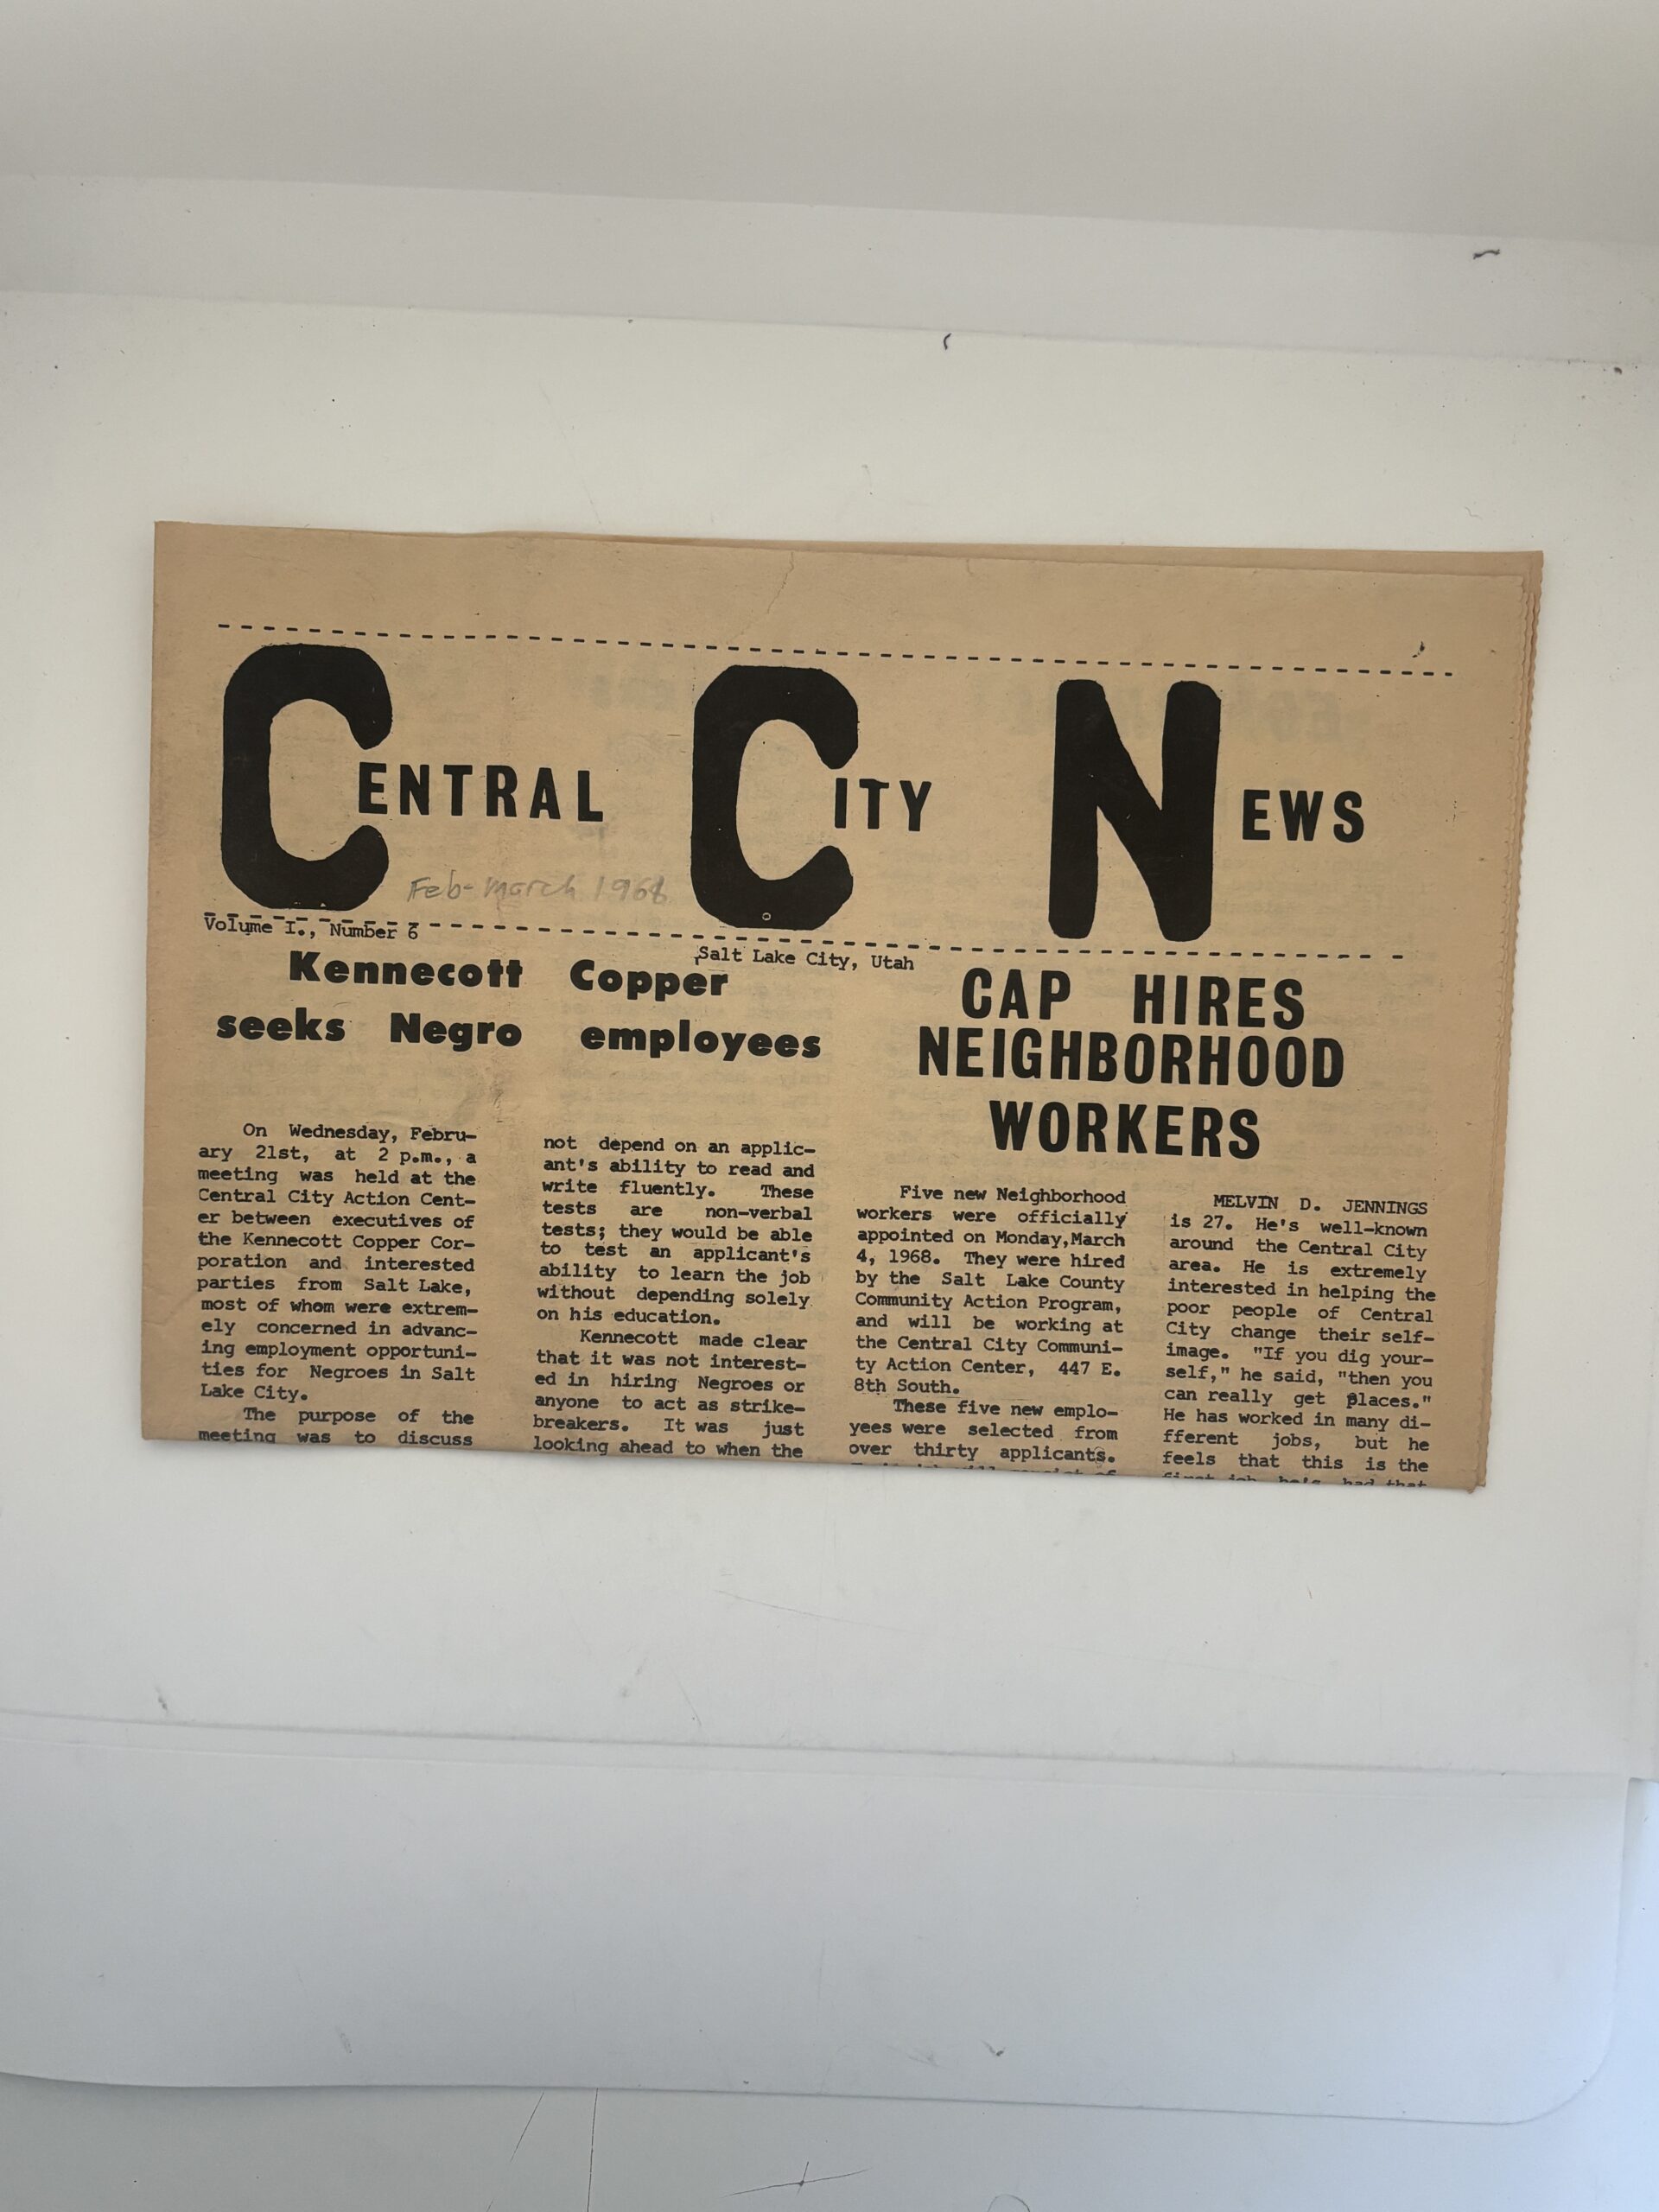 CENTRAL CITY NEWS
Feb-March 1968
Volume I., Number 6
Salt Lake City, Utah
Kennecott Copper
seeks Negro employees
On Wednesday, Febru-
ary 21st, at 2 p.m., a
meeting was held at the
Central City Action Cent-
er between executives of
the Kennecott Copper Cor-
poration and interested
parties from Salt Lake,
most of whom were extrem-
ely concerned in advanc-
ing employment opportuni-
ties for Negroes in Salt
Lake City.
The purpose of the
meeting was to discuss
not depend on an applic-
ant's ability to read and
write fluently. These
tests are non-verbal
tests; they would be able
to test an applicant's
ability to learn the job
without depending solely
on his education.
Kennecott made clear
that it was not interest-
ed in hiring Negroes or
anyone to act as strike-
breakers. It was just
looking ahead to when the
CAP HIRES
NEIGHBORHOOD
WORKERS
Five new Neighborhood
workers were officially
appointed on Monday,March
4, 1968. They were hired
by the Salt Lake County
Community Action Program,
and will be working at
the Central City Communi-
ty Action Center, 447 E.
8th South.
These five new emplo-
yees were selected from
over thirty applicants.
MELVIN D. JENNINGS
is 27. He's well-known
around the Central City
area. He is extremely
interested in helping the
poor people of Central
City change their self-
image. "If you dig your-
self," he said, "then you
can really get places."
He has worked in many di-
fferent jobs, but he
feels that this is the
first job he's had that